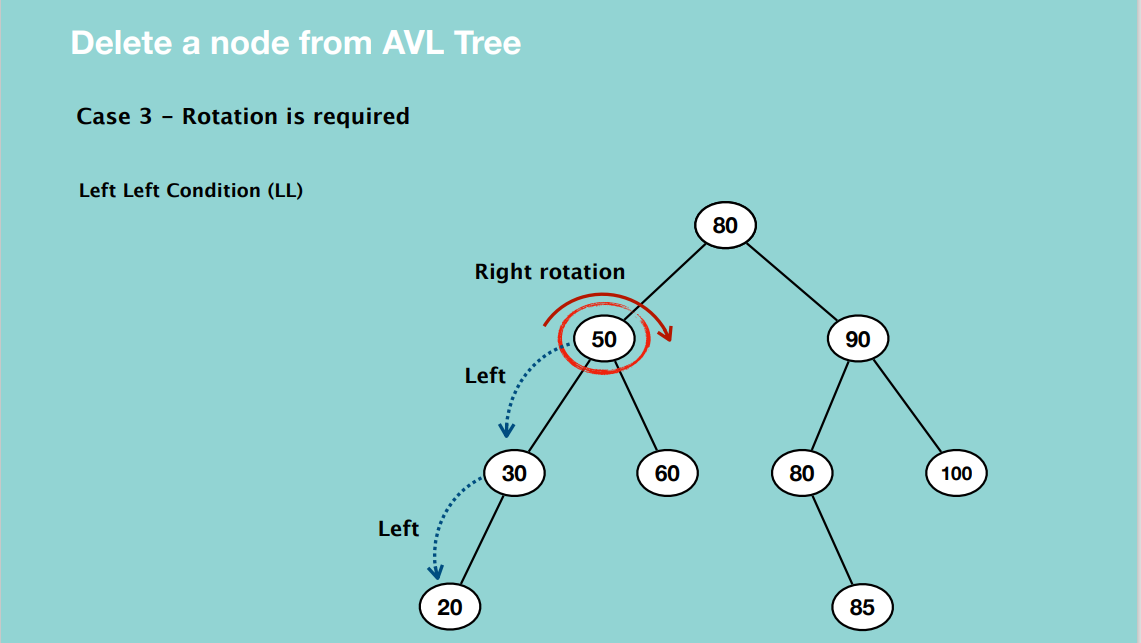 Delete a node from AVL Tree
Case 3 - Rotation is required
Left Left Condition (LL)
80
Right rotation
50
90
Left
30
60
80
100
Left
20
85